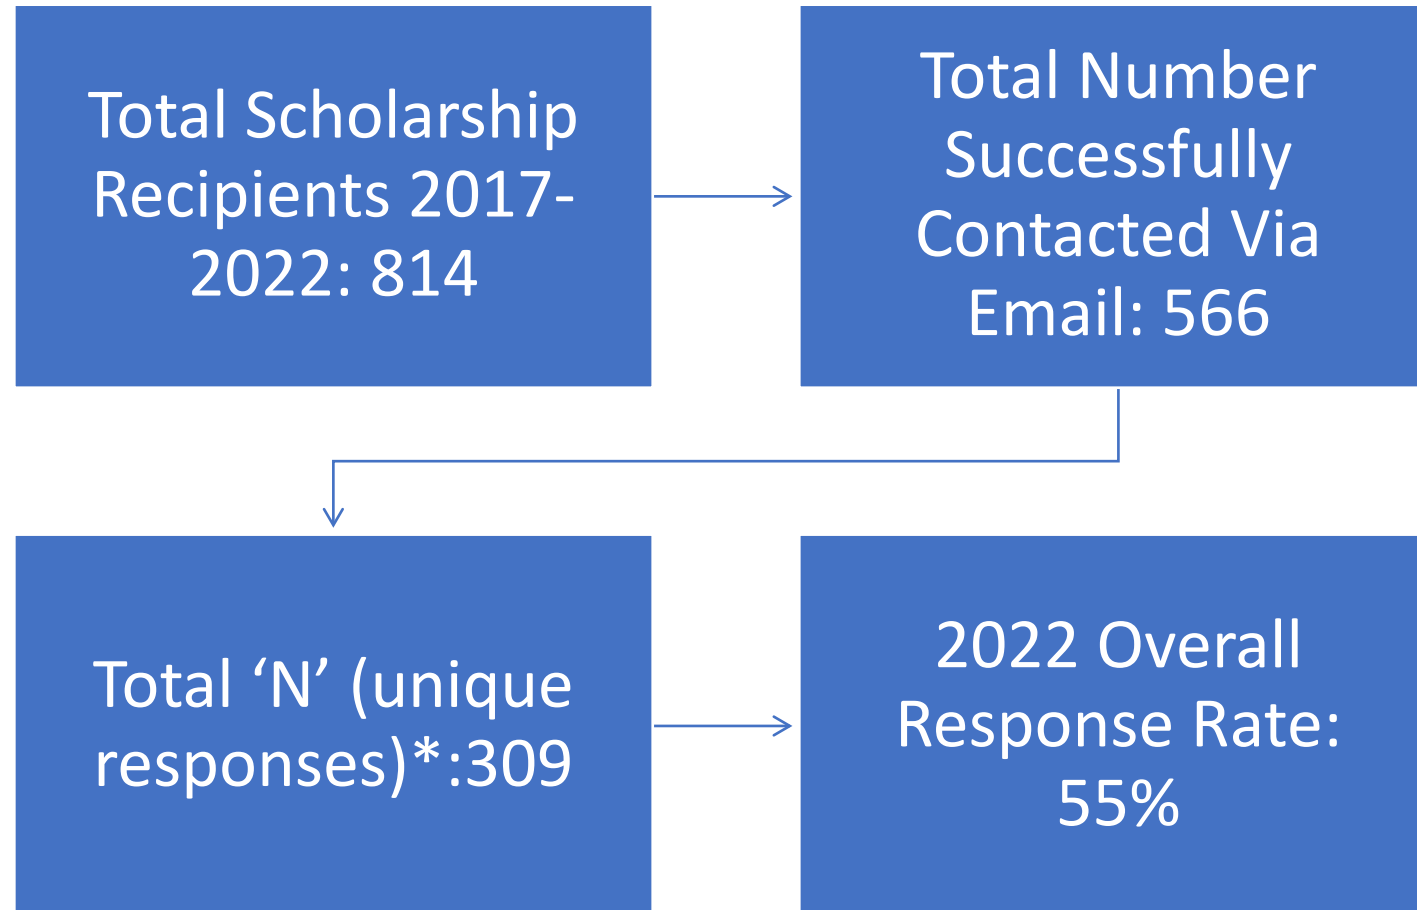 Total Scholarship
Recipients 2017-
2022: 814
Total Number
Successfully
Contacted Via
Email: 566
Total ‘N’ (unique
responses)*:309
2022 Overall
Response Rate:
55%